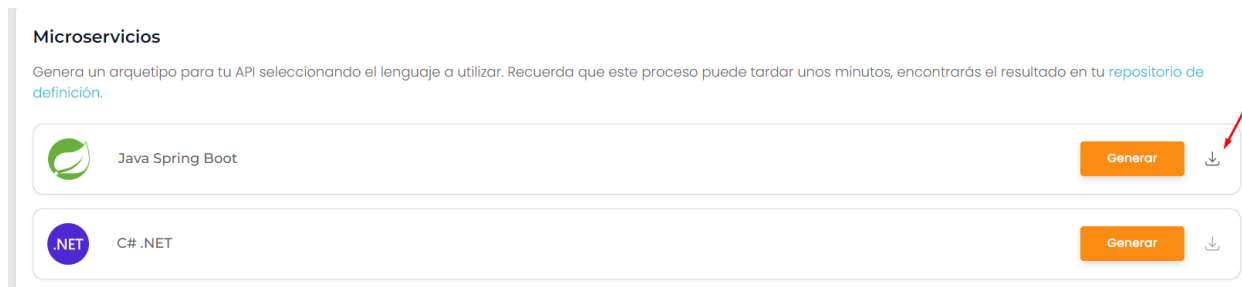 Microservicios
Genera un arquetipo para tu API seleccionando el lenguaje a utilizar. Recuerda que este proceso puede tardar unos minutos, encontrarás el resultado en tu repositorio de
definición.
Java Spring Boot
Generar
.NET
C# .NET
Generar